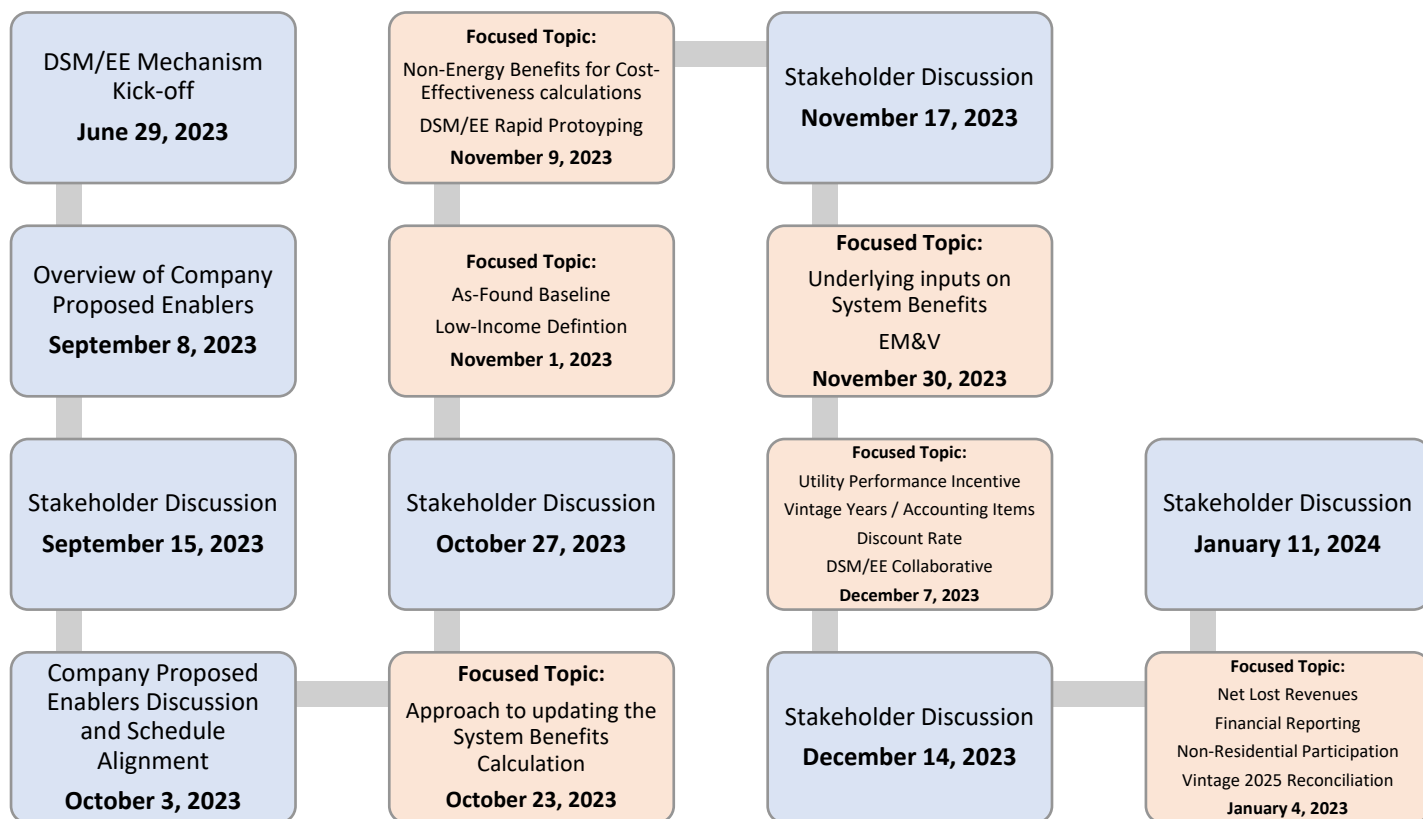 DSM/EE Mechanism
Kick-off
June 29, 2023
Overview of Company
Proposed Enablers
September 8, 2023
Stakeholder Discussion
September 15, 2023
Company Proposed
Enablers Discussion
and Schedule
Alignment
October 3, 2023
Focused Topic:
Approach to updating the
System Benefits
Calculation
October 23, 2023
Stakeholder Discussion
October 27, 2023
Focused Topic:
As-Found Baseline
Low-Income Defintion
November 1, 2023
Focused Topic:
Non-Energy Benefits for Cost-
Effectiveness calculations
DSM/EE Rapid Protoyping
November 9, 2023
Stakeholder Discussion
November 17, 2023
Focused Topic:
Underlying inputs on
System Benefits
EM&V
November 30, 2023
Focused Topic:
Utility Performance Incentive
Vintage Years / Accounting Items
Discount Rate
DSM/EE Collaborative
December 7, 2023
Stakeholder Discussion
December 14, 2023
Focused Topic:
Net Lost Revenues
Financial Reporting
Non-Residential Participation
Vintage 2025 Reconciliation
January 4, 2023
Stakeholder Discussion
January 11, 2024